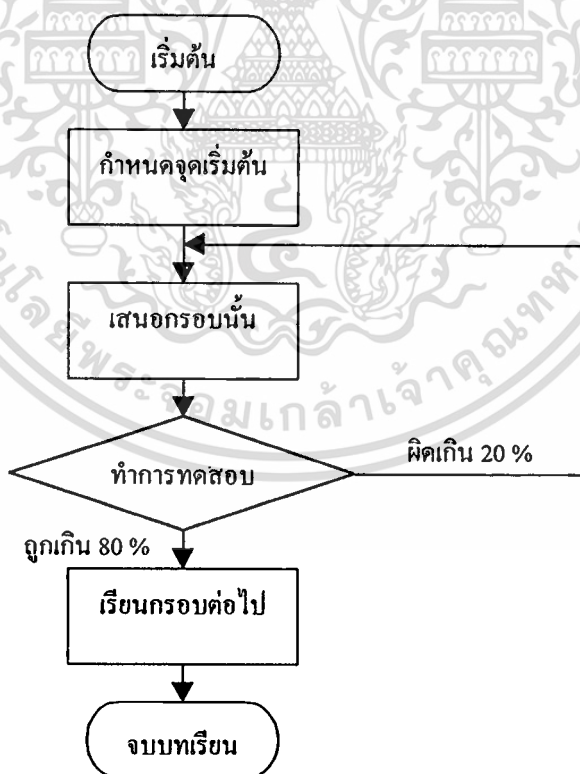 เริ่มต้น
กำหนดจุดเริ่มต้น
เสนอกรอบนั้น
ทำการทดสอบ
ผิดเกิน 20 %
ถูกเกิน 80 %
เรียนกรอบต่อไป
จบบทเรียน